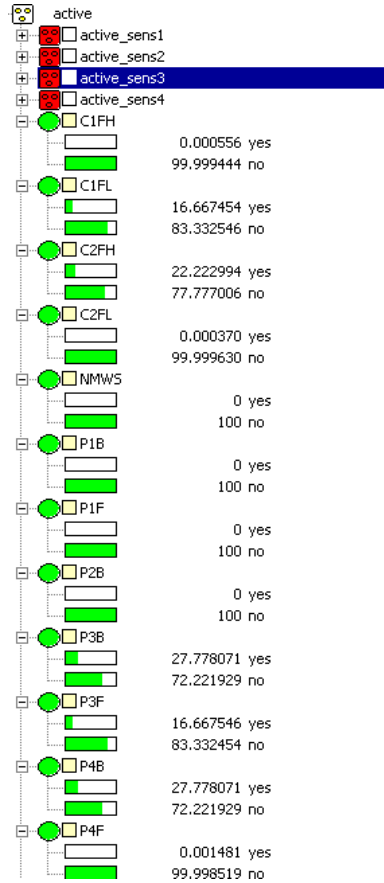 active
active_sens1
active_sens2
active_sens3
active_sens4
C1FH
0.000556 yes
99.999444 no
C1FL
16.667454 yes
83.332546 no
C2FH
22.222994 yes
77.777006 no
C2FL
0.000370 yes
99.999630 no
NMWS
0 yes
100 no
P1B
0 yes
100 no
P1F
0 yes
100 no
P2B
0 yes
100 no
P3B
27.778071 yes
72.221929 no
P3F
16.667546 yes
83.332454 no
P4B
27.778071 yes
72.221929 no
P4F
0.001481 yes
99.998519 no